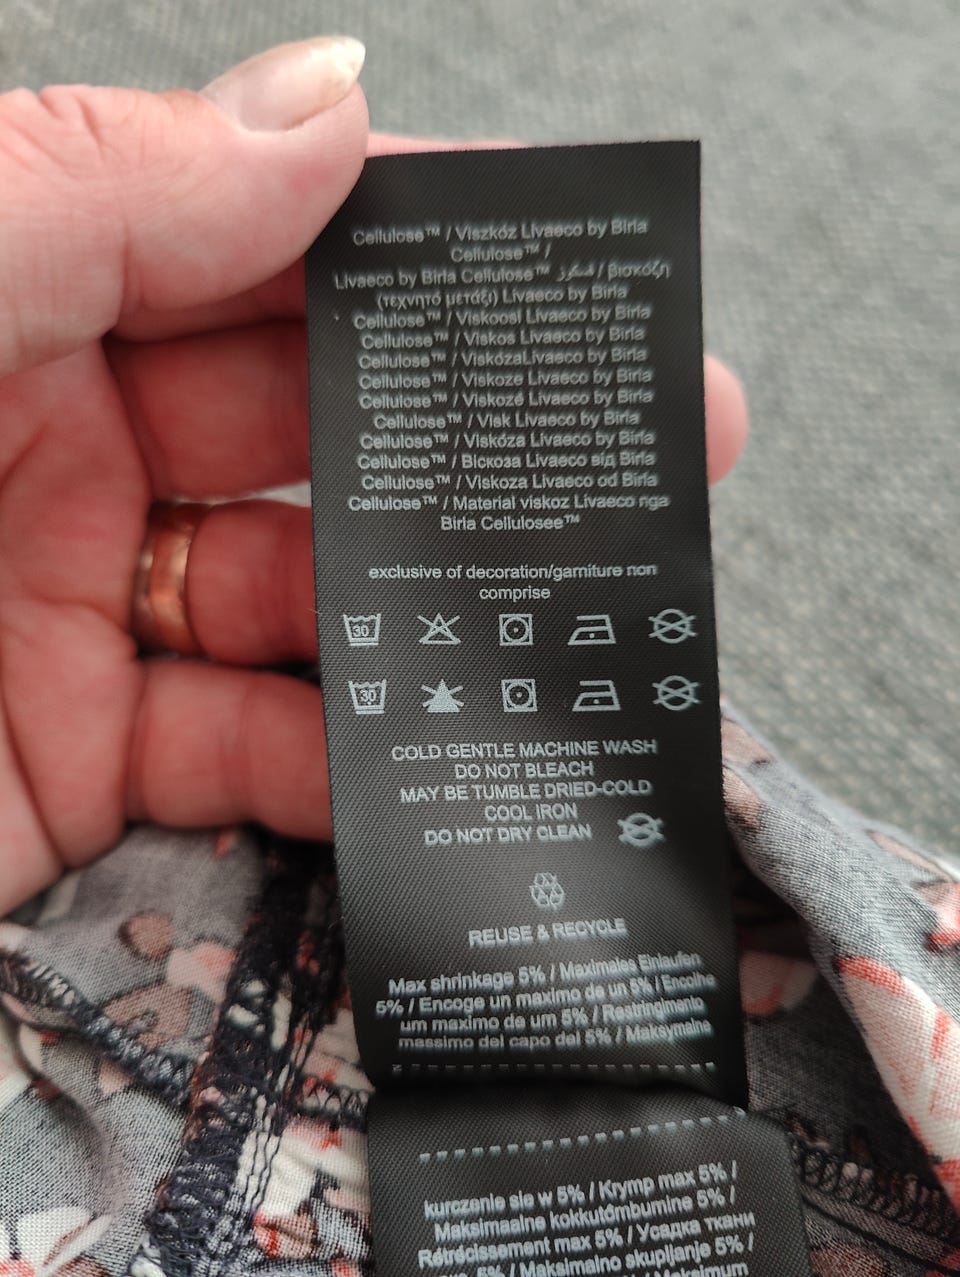 Cellulose™ / Viszkóz Livaeco by Birla
Cellulose™ /
Livaeco by Birla Cellulose™ فسكوز / βισκόζη
(τεχνητό μετάξι) Livaeco by Birla
Cellulose™ / Viskoosi Livaeco by Birla
Cellulose™ / Viskos Livaeco by Birla
Cellulose™ / ViskózaLivaeco by Birla
Cellulose™ / Viskoze Livaeco by Birla
Cellulose™ / Viskozė Livaeco by Birla
Cellulose™ / Visk Livaeco by Birla
Cellulose™ / Viskóza Livaeco by Birla
Cellulose™ / Віскоза Livaeco від Birla
Cellulose™ / Viskoza Livaeco od Birla
Cellulose™ / Material viskoz Livaeco nga
Birla Cellulosee™
exclusive of decoration/garniture non
comprise
30
30
COLD GENTLE MACHINE WASH
DO NOT BLEACH
MAY BE TUMBLE DRIED-COLD
COOL IRON
DO NOT DRY CLEAN
REUSE & RECYCLE
Max shrinkage 5% / Maximales Einlaufen
5% / Encoge un maximo de un 5% / Encolhe
um maximo de um 5% / Restringimento
massimo del capo del 5% / Maksymalne
kurczenie sie w 5% / Krymp max 5% /
Maksimaalne kokkutõmbumine 5% /
Rétrécissement max 5% / Усадка ткани
5% / Maksimalno skupljanje 5% /
/ Maksimum